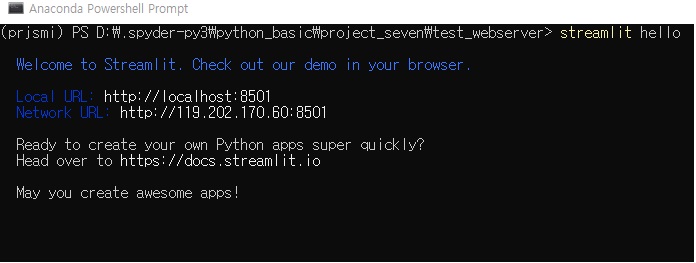 Anaconda Powershell Prompt
(prjsmi) PS D:₩.spyder-py3₩python_basic₩project_seven₩test_webserver> streamlit hello
Welcome to Streamlit. Check out our demo in your browser.
Local URL: http://localhost:8501
Network URL: http://119.202.170.60:8501
Ready to create your own Python apps super quickly?
Head over to https://docs.streamlit.io
May you create awesome apps!